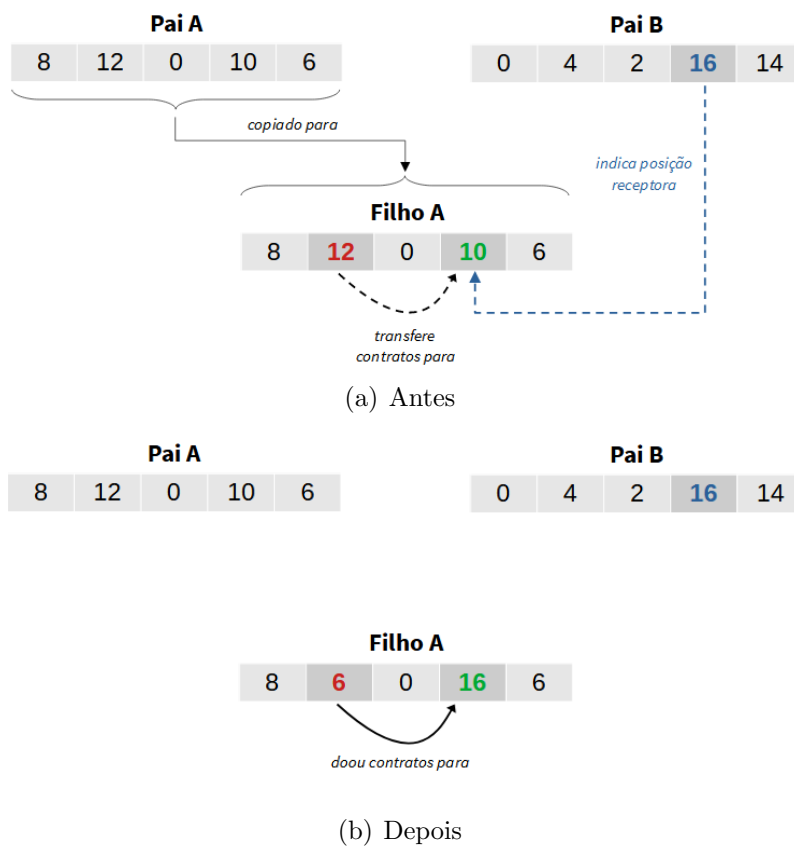 Pai A
Pai B
8 12 0 10 6
0 4 2 16 14
copiado para
indica posição
receptora
Filho A
8 12 0 10 6
transfere
contratos para
(a) Antes
Pai A
Pai B
8 12 0 10 6
0 4 2 16 14
Filho A
8 6 0 16 6
doou contratos para
(b) Depois